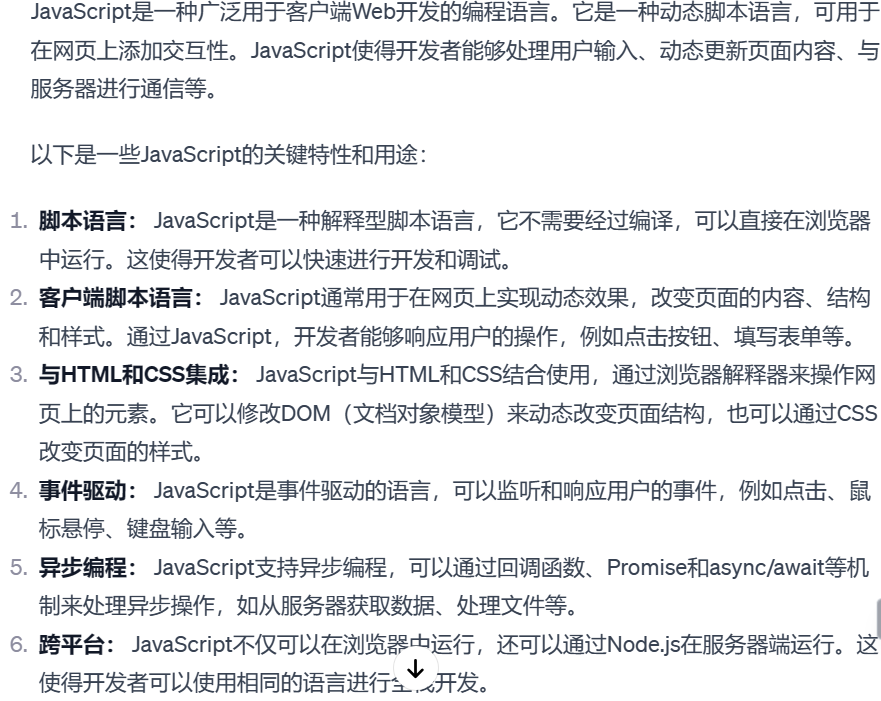 JavaScript是一种广泛用于客户端Web开发的编程语言。它是一种动态脚本语言，可用于
在网页上添加交互性。JavaScript使得开发者能够处理用户输入、动态更新页面内容、与
服务器进行通信等。
以下是一些JavaScript的关键特性和用途：
1. 脚本语言： JavaScript是一种解释型脚本语言，它不需要经过编译，可以直接在浏览器
中运行。这使得开发者可以快速进行开发和调试。
2. 客户端脚本语言： JavaScript通常用于在网页上实现动态效果，改变页面的内容、结构
和样式。通过JavaScript，开发者能够响应用户的操作，例如点击按钮、填写表单等。
3. 与HTML和CSS集成： JavaScript与HTML和CSS结合使用，通过浏览器解释器来操作网
页上的元素。它可以修改DOM（文档对象模型）来动态改变页面结构，也可以通过CSS
改变页面的样式。
4. 事件驱动： JavaScript是事件驱动的语言，可以监听和响应用户的事件，例如点击、鼠
标悬停、键盘输入等。
5. 异步编程： JavaScript支持异步编程，可以通过回调函数、Promise和async/await等机
制来处理异步操作，如从服务器获取数据、处理文件等。
6. 跨平台： JavaScript不仅可以在浏览器中运行，还可以通过Node.js在服务器端运行。这
使得开发者可以使用相同的语言进行全栈开发。